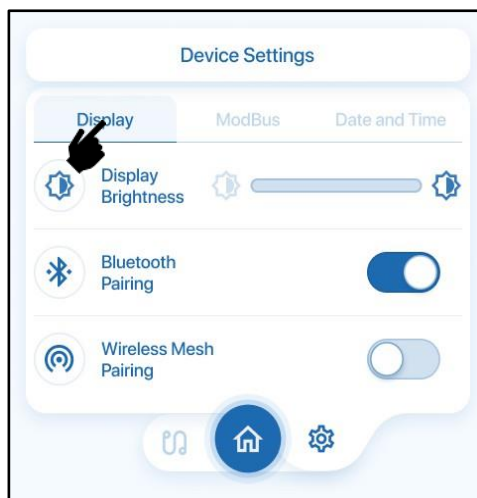 Device Settings
Display ModBus Date and Time
Display
Brightness
Bluetooth
Pairing
Wireless Mesh
Pairing